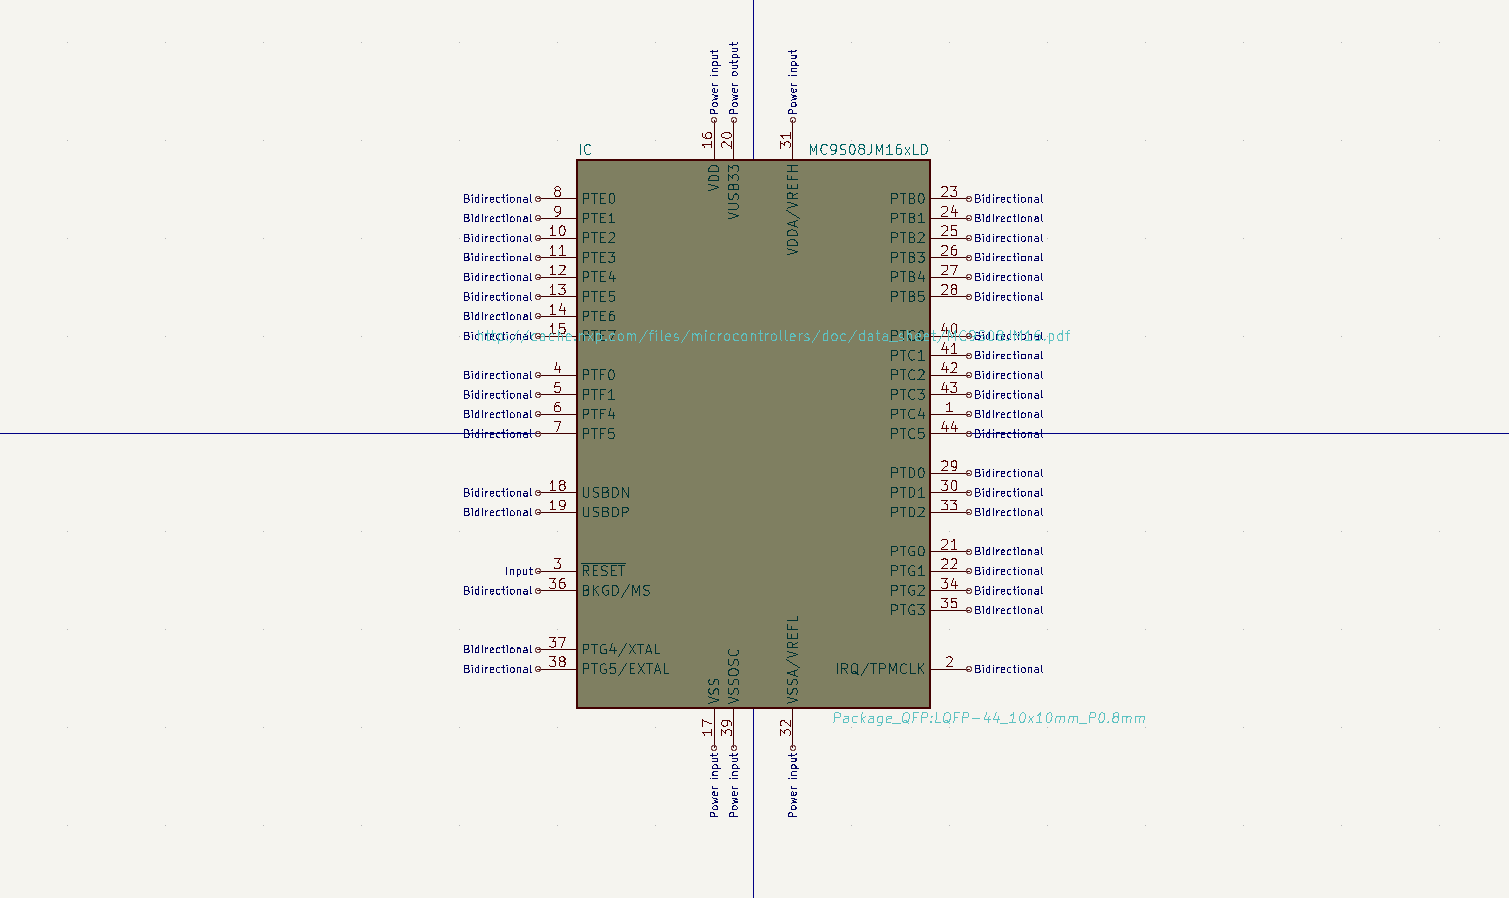 Power input
Power output
Power input
16
20
31
IC
MC9S08JM16xLD
VDD
VUSB33
VDDA/VREFH
Bidirectional 8 PTE0
Bidirectional 9 PTE1
Bidirectional 10 PTE2
Bidirectional 11 PTE3
Bidirectional 12 PTE4
Bidirectional 13 PTE5
Bidirectional 14 PTE6
Bidirectional 15 PTE7
http://cache.nxp.com/files/microcontrollers/doc/data_sheet/MC9S08JM16.pdf
Bidirectional 4 PTF0
Bidirectional 5 PTF1
Bidirectional 6 PTF4
Bidirectional 7 PTF5
Bidirectional 18 USBDN
Bidirectional 19 USBDP
Input 3 RESET
Bidirectional 36 BKGD/MS
Bidirectional 37 PTG4/XTAL
Bidirectional 38 PTG5/EXTAL
PTB0 23 Bidirectional
PTB1 24 Bidirectional
PTB2 25 Bidirectional
PTB3 26 Bidirectional
PTB4 27 Bidirectional
PTB5 28 Bidirectional
PTC0 40 Bidirectional
PTC1 41 Bidirectional
PTC2 42 Bidirectional
PTC3 43 Bidirectional
PTC4 1 Bidirectional
PTC5 44 Bidirectional
PTD0 29 Bidirectional
PTD1 30 Bidirectional
PTD2 33 Bidirectional
PTG0 21 Bidirectional
PTG1 22 Bidirectional
PTG2 34 Bidirectional
PTG3 35 Bidirectional
IRQ/TPMCLK 2 Bidirectional
VSS
VSSOSC
VSSA/VREFL
Package_QFP:LQFP-44_10x10mm_P0.8mm
17
39
32
Power input
Power input
Power input